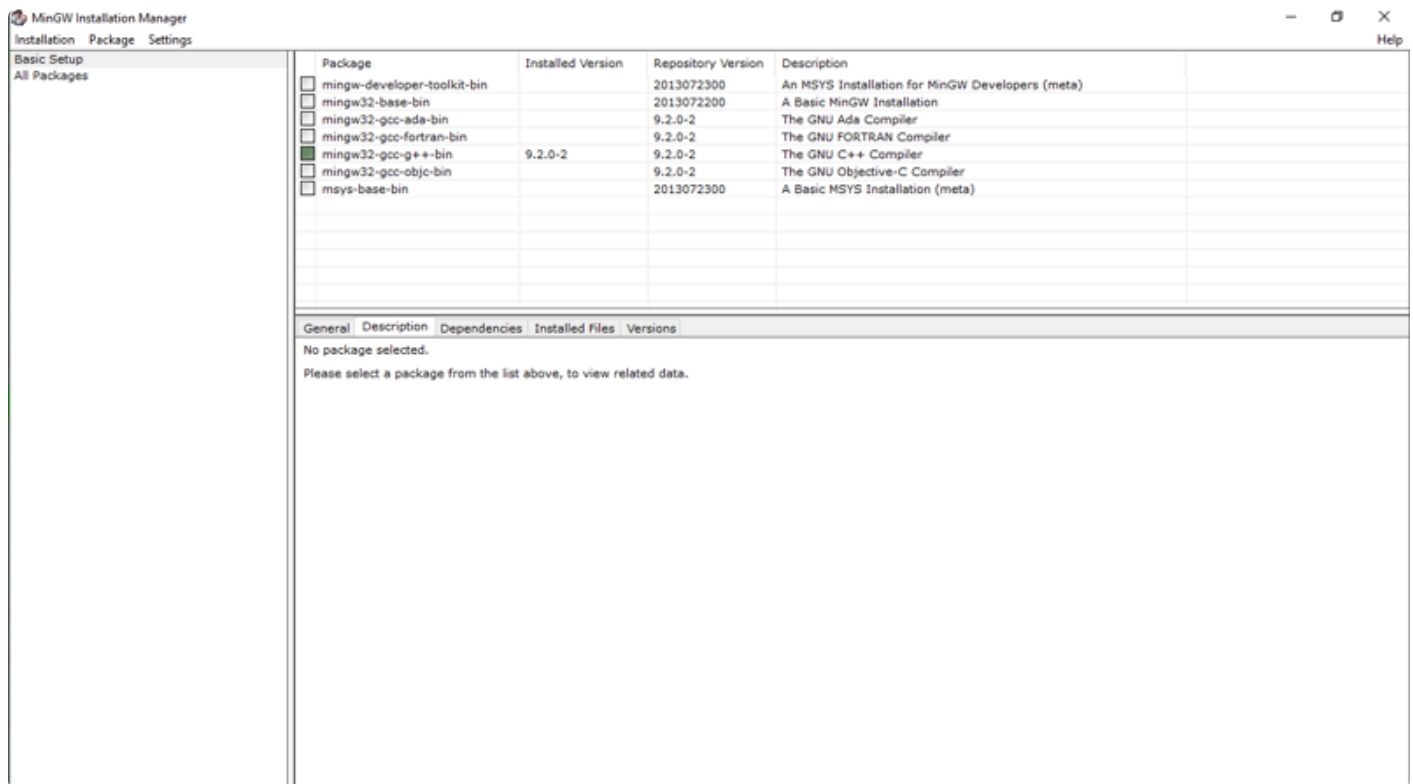 MinGW Installation Manager
Installation Package Settings Help
Basic Setup
All Packages
Package Installed Version Repository Version Description
mingw-developer-toolkit-bin 2013072300 An MSYS Installation for MinGW Developers (meta)
mingw32-base-bin 2013072200 A Basic MinGW Installation
mingw32-gcc-ada-bin 9.2.0-2 The GNU Ada Compiler
mingw32-gcc-fortran-bin 9.2.0-2 The GNU FORTRAN Compiler
mingw32-gcc-g++-bin 9.2.0-2 9.2.0-2 The GNU C++ Compiler
mingw32-gcc-objc-bin 9.2.0-2 The GNU Objective-C Compiler
msys-base-bin 2013072300 A Basic MSYS Installation (meta)
General Description Dependencies Installed Files Versions
No package selected.
Please select a package from the list above, to view related data.